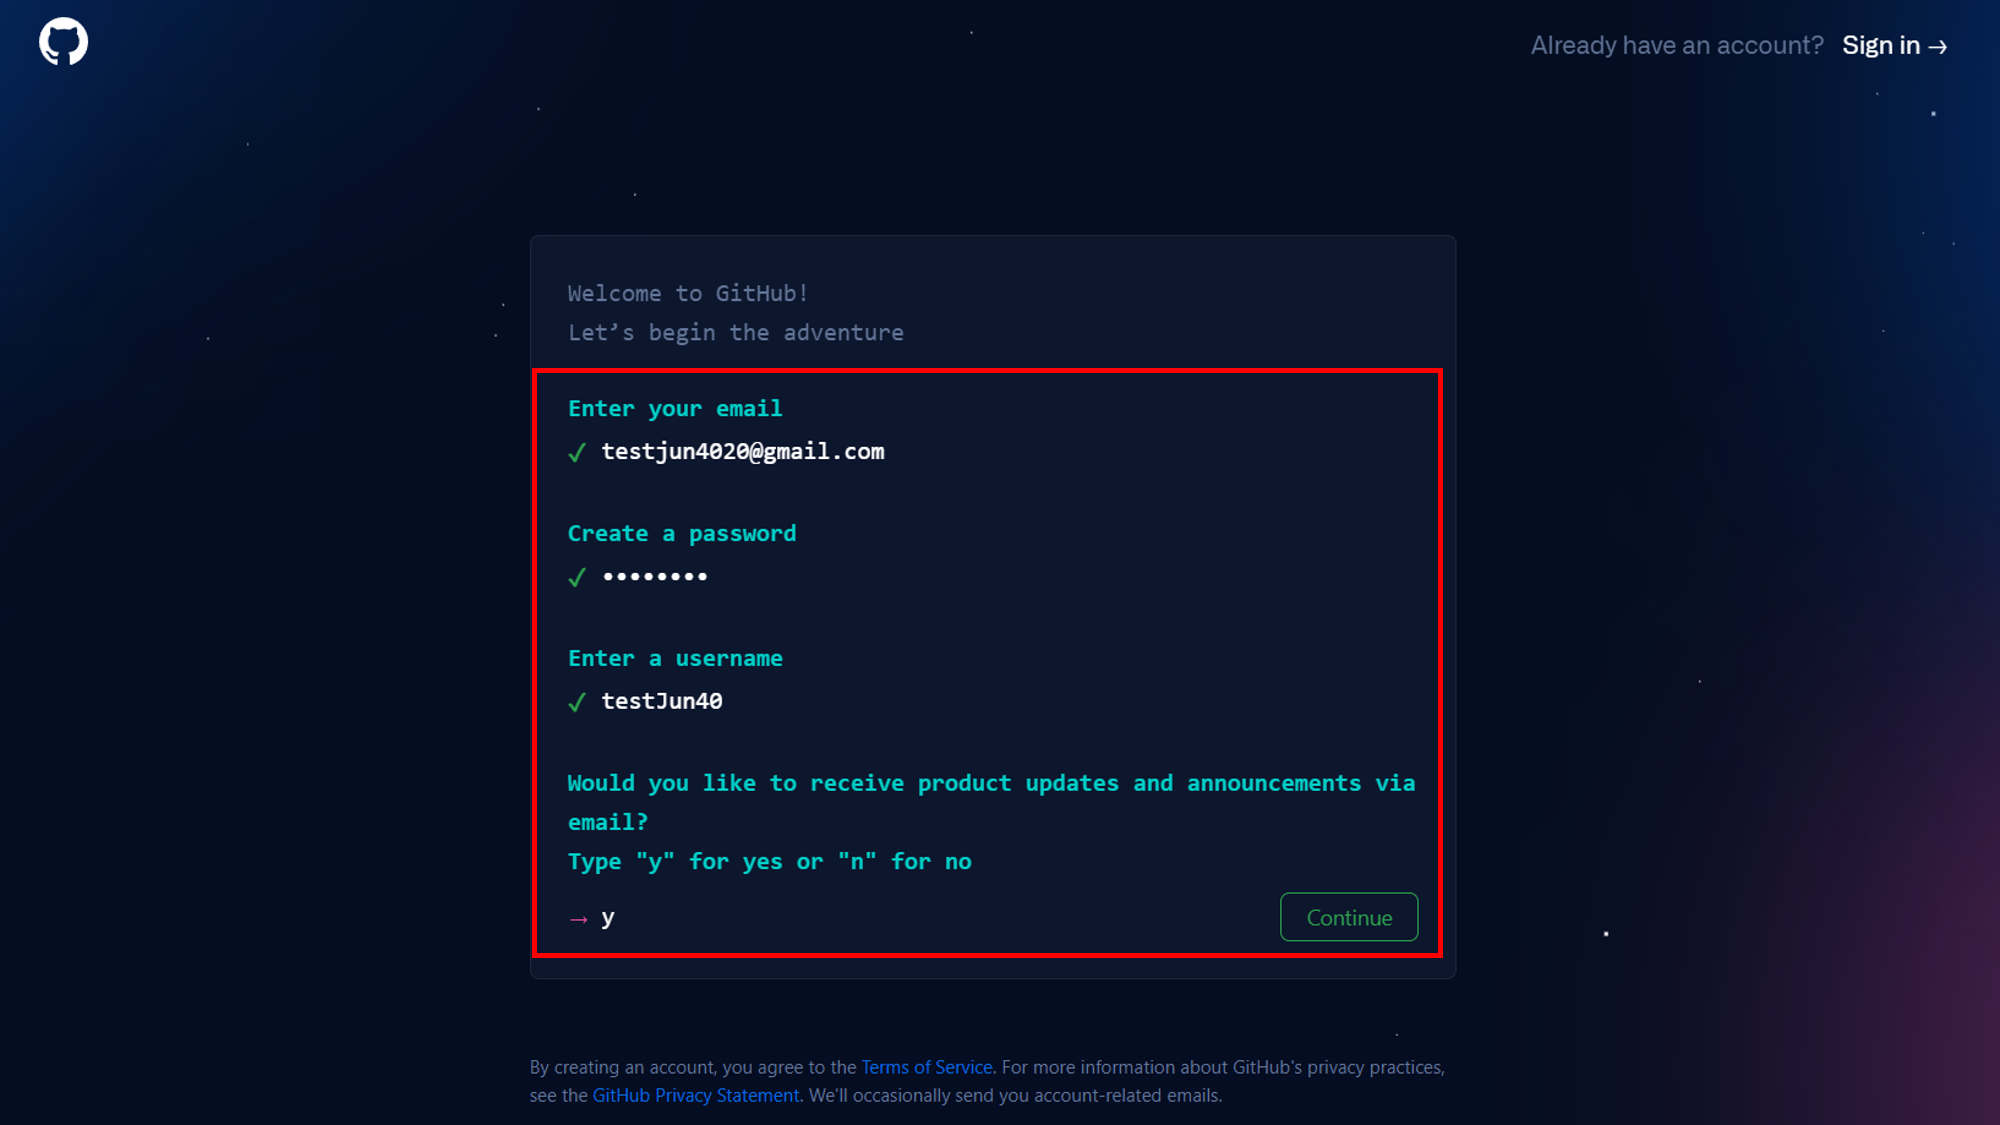 Already have an account? Sign in →
Welcome to GitHub!
Let’s begin the adventure
Enter your email
✓ testjun4020@gmail.com
Create a password
✓ ••••••••
Enter a username
✓ testJun40
Would you like to receive product updates and announcements via
email?
Type "y" for yes or "n" for no
→ y
Continue
By creating an account, you agree to the Terms of Service. For more information about GitHub's privacy practices,
see the GitHub Privacy Statement. We'll occasionally send you account-related emails.